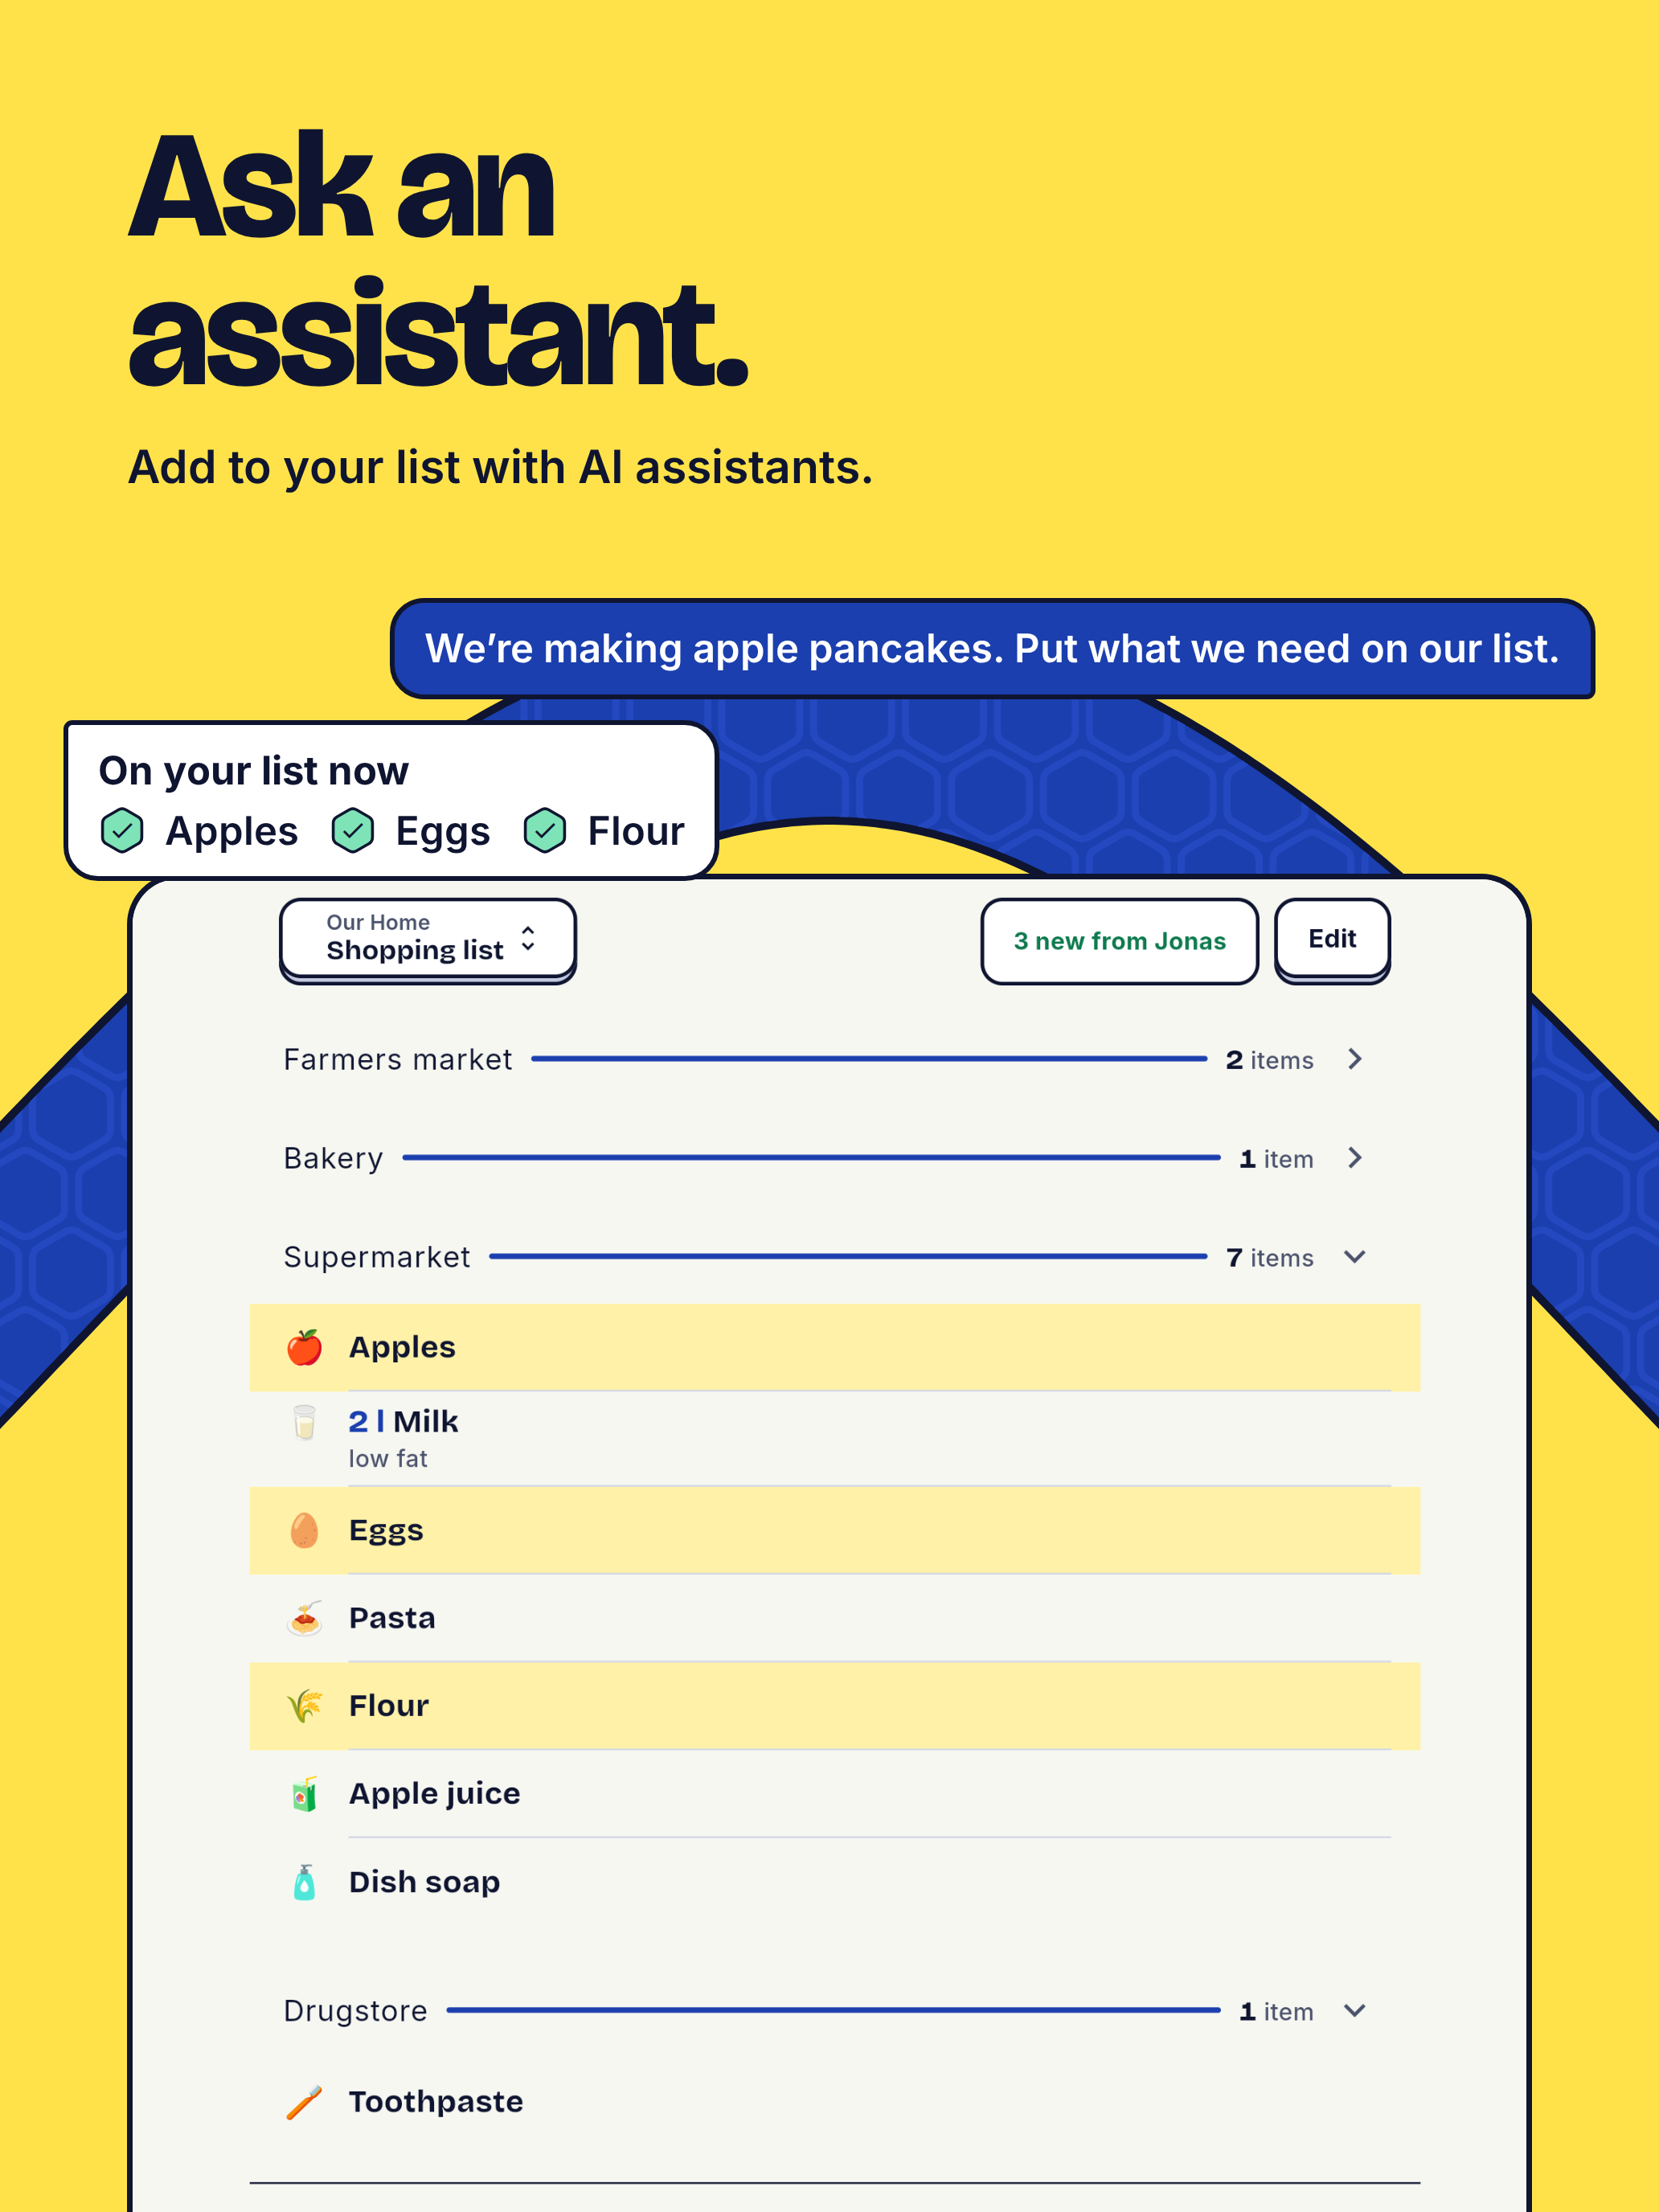 Ask an
assistant.
Add to your list with AI assistants.
We’re making apple pancakes. Put what we need on our list.
On your list now
Apples Eggs Flour
Our Home
Shopping list
3 new from Jonas
Edit
Farmers market 2 items
Bakery 1 item
Supermarket 7 items
Apples
2 l Milk
low fat
Eggs
Pasta
Flour
Apple juice
Dish soap
Drugstore 1 item
Toothpaste